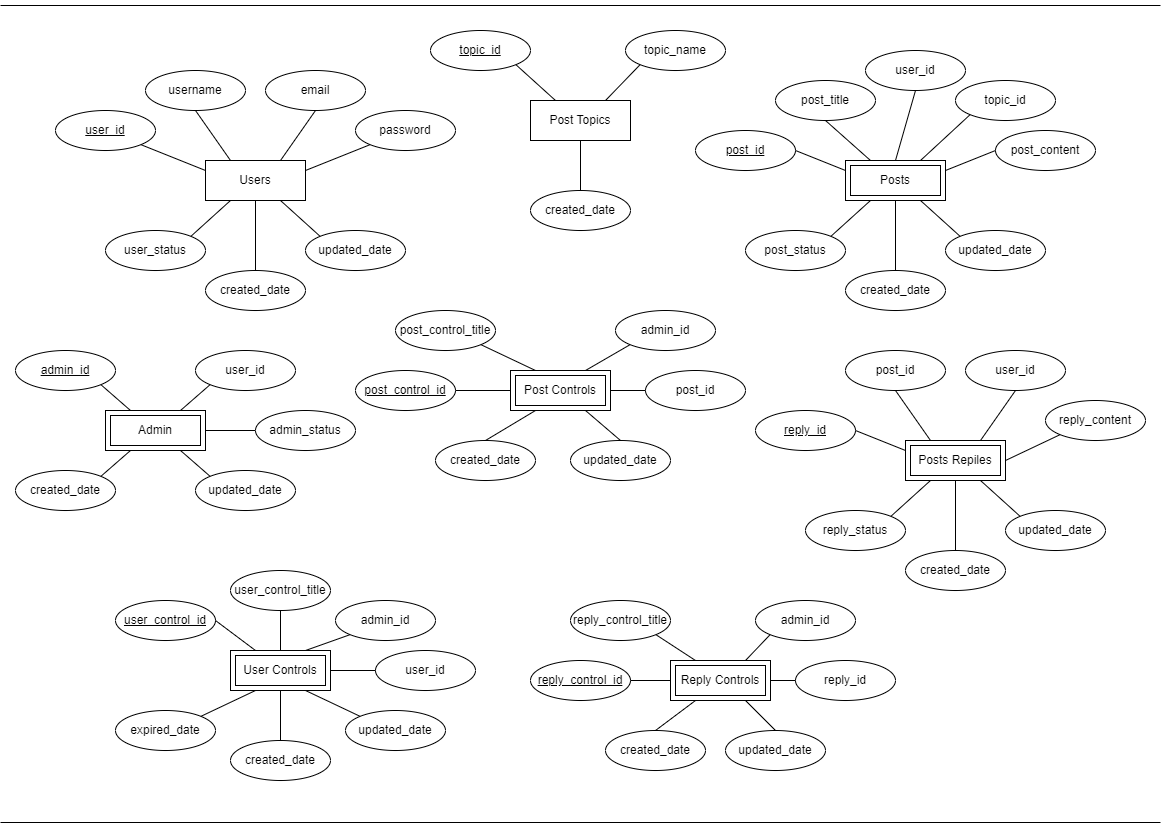 topic_id
topic_name
Post Topics
created_date
username
email
user_id
password
Users
user_status
updated_date
created_date
user_id
post_title
topic_id
post_id
post_content
Posts
post_status
updated_date
created_date
admin_id
user_id
Admin
admin_status
created_date
updated_date
post_control_title
admin_id
post_control_id
Post Controls
post_id
created_date
updated_date
post_id
user_id
reply_id
reply_content
Posts Repiles
reply_status
updated_date
created_date
user_control_title
user_control_id
admin_id
User Controls
user_id
expired_date
updated_date
created_date
reply_control_title
admin_id
reply_control_id
Reply Controls
reply_id
created_date
updated_date